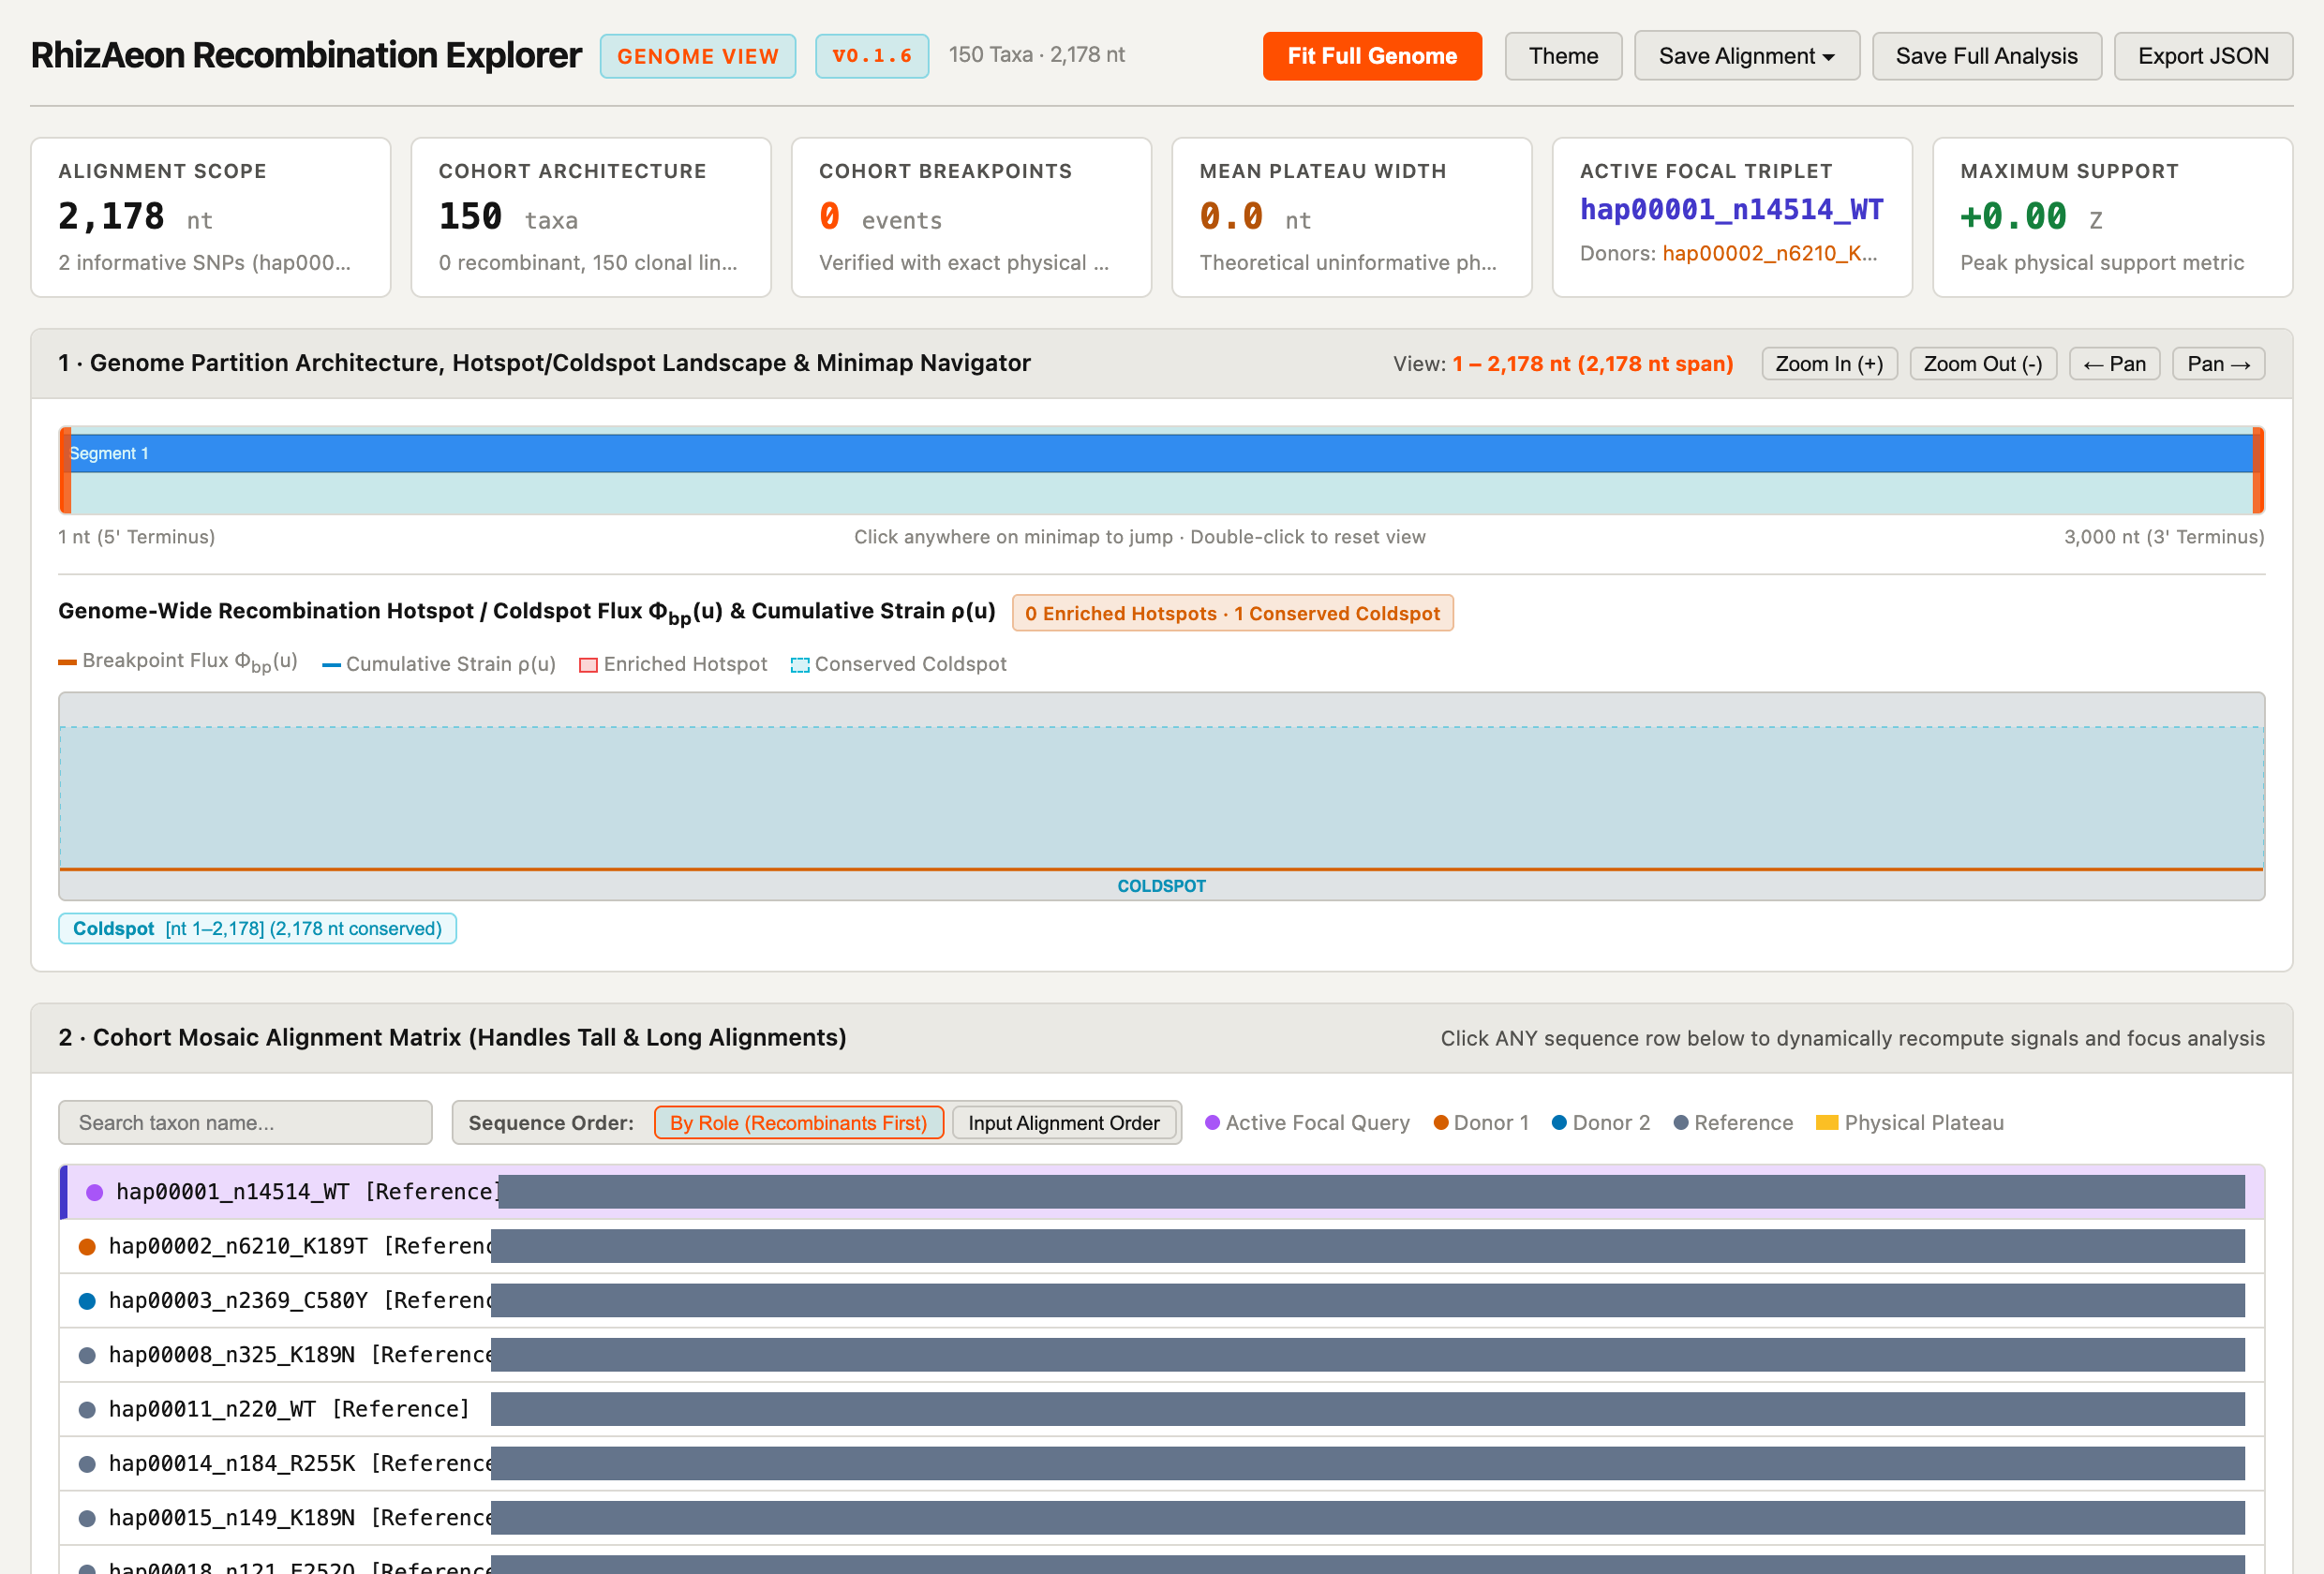 RhizAeon Recombination Explorer GENOME VIEW V0.1.6 150 Taxa · 2,178 nt Fit Full Genome Theme Save Alignment Save Full Analysis Export JSON
ALIGNMENT SCOPE
2,178 nt
2 informative SNPs (hap000...
COHORT ARCHITECTURE
150 taxa
0 recombinant, 150 clonal lin...
COHORT BREAKPOINTS
0 events
Verified with exact physical ...
MEAN PLATEAU WIDTH
0.0 nt
Theoretical uninformative ph...
ACTIVE FOCAL TRIPLET
hap00001_n14514_WT
Donors: hap00002_n6210_K...
MAXIMUM SUPPORT
+0.00 Z
Peak physical support metric
1 · Genome Partition Architecture, Hotspot/Coldspot Landscape & Minimap Navigator View: 1 – 2,178 nt (2,178 nt span) Zoom In (+) Zoom Out (-) ← Pan Pan →
Segment 1
1 nt (5' Terminus) Click anywhere on minimap to jump · Double-click to reset view 3,000 nt (3' Terminus)
Genome-Wide Recombination Hotspot / Coldspot Flux Φbp(u) & Cumulative Strain ρ(u) 0 Enriched Hotspots · 1 Conserved Coldspot
Breakpoint Flux Φbp(u) Cumulative Strain ρ(u) Enriched Hotspot Conserved Coldspot
COLDSPOT
Coldspot [nt 1–2,178] (2,178 nt conserved)
2 · Cohort Mosaic Alignment Matrix (Handles Tall & Long Alignments) Click ANY sequence row below to dynamically recompute signals and focus analysis
Search taxon name... Sequence Order: By Role (Recombinants First) Input Alignment Order Active Focal Query Donor 1 Donor 2 Reference Physical Plateau
hap00001_n14514_WT [Reference]
hap00002_n6210_K189T [Referenc
hap00003_n2369_C580Y [Referenc
hap00008_n325_K189N [Reference
hap00011_n220_WT [Reference]
hap00014_n184_R255K [Reference
hap00015_n149_K189N [Reference
hap00018_n121_E252Q [Reference